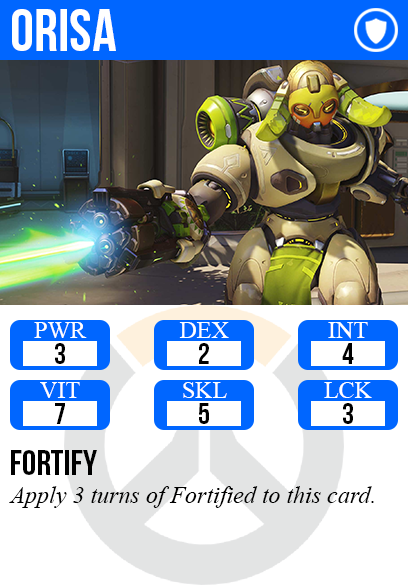 ORISA
PWR DEX INT
3 2 4
VIT SKL LCK
7 5 3
FORTIFY
Apply 3 turns of Fortified to this card.